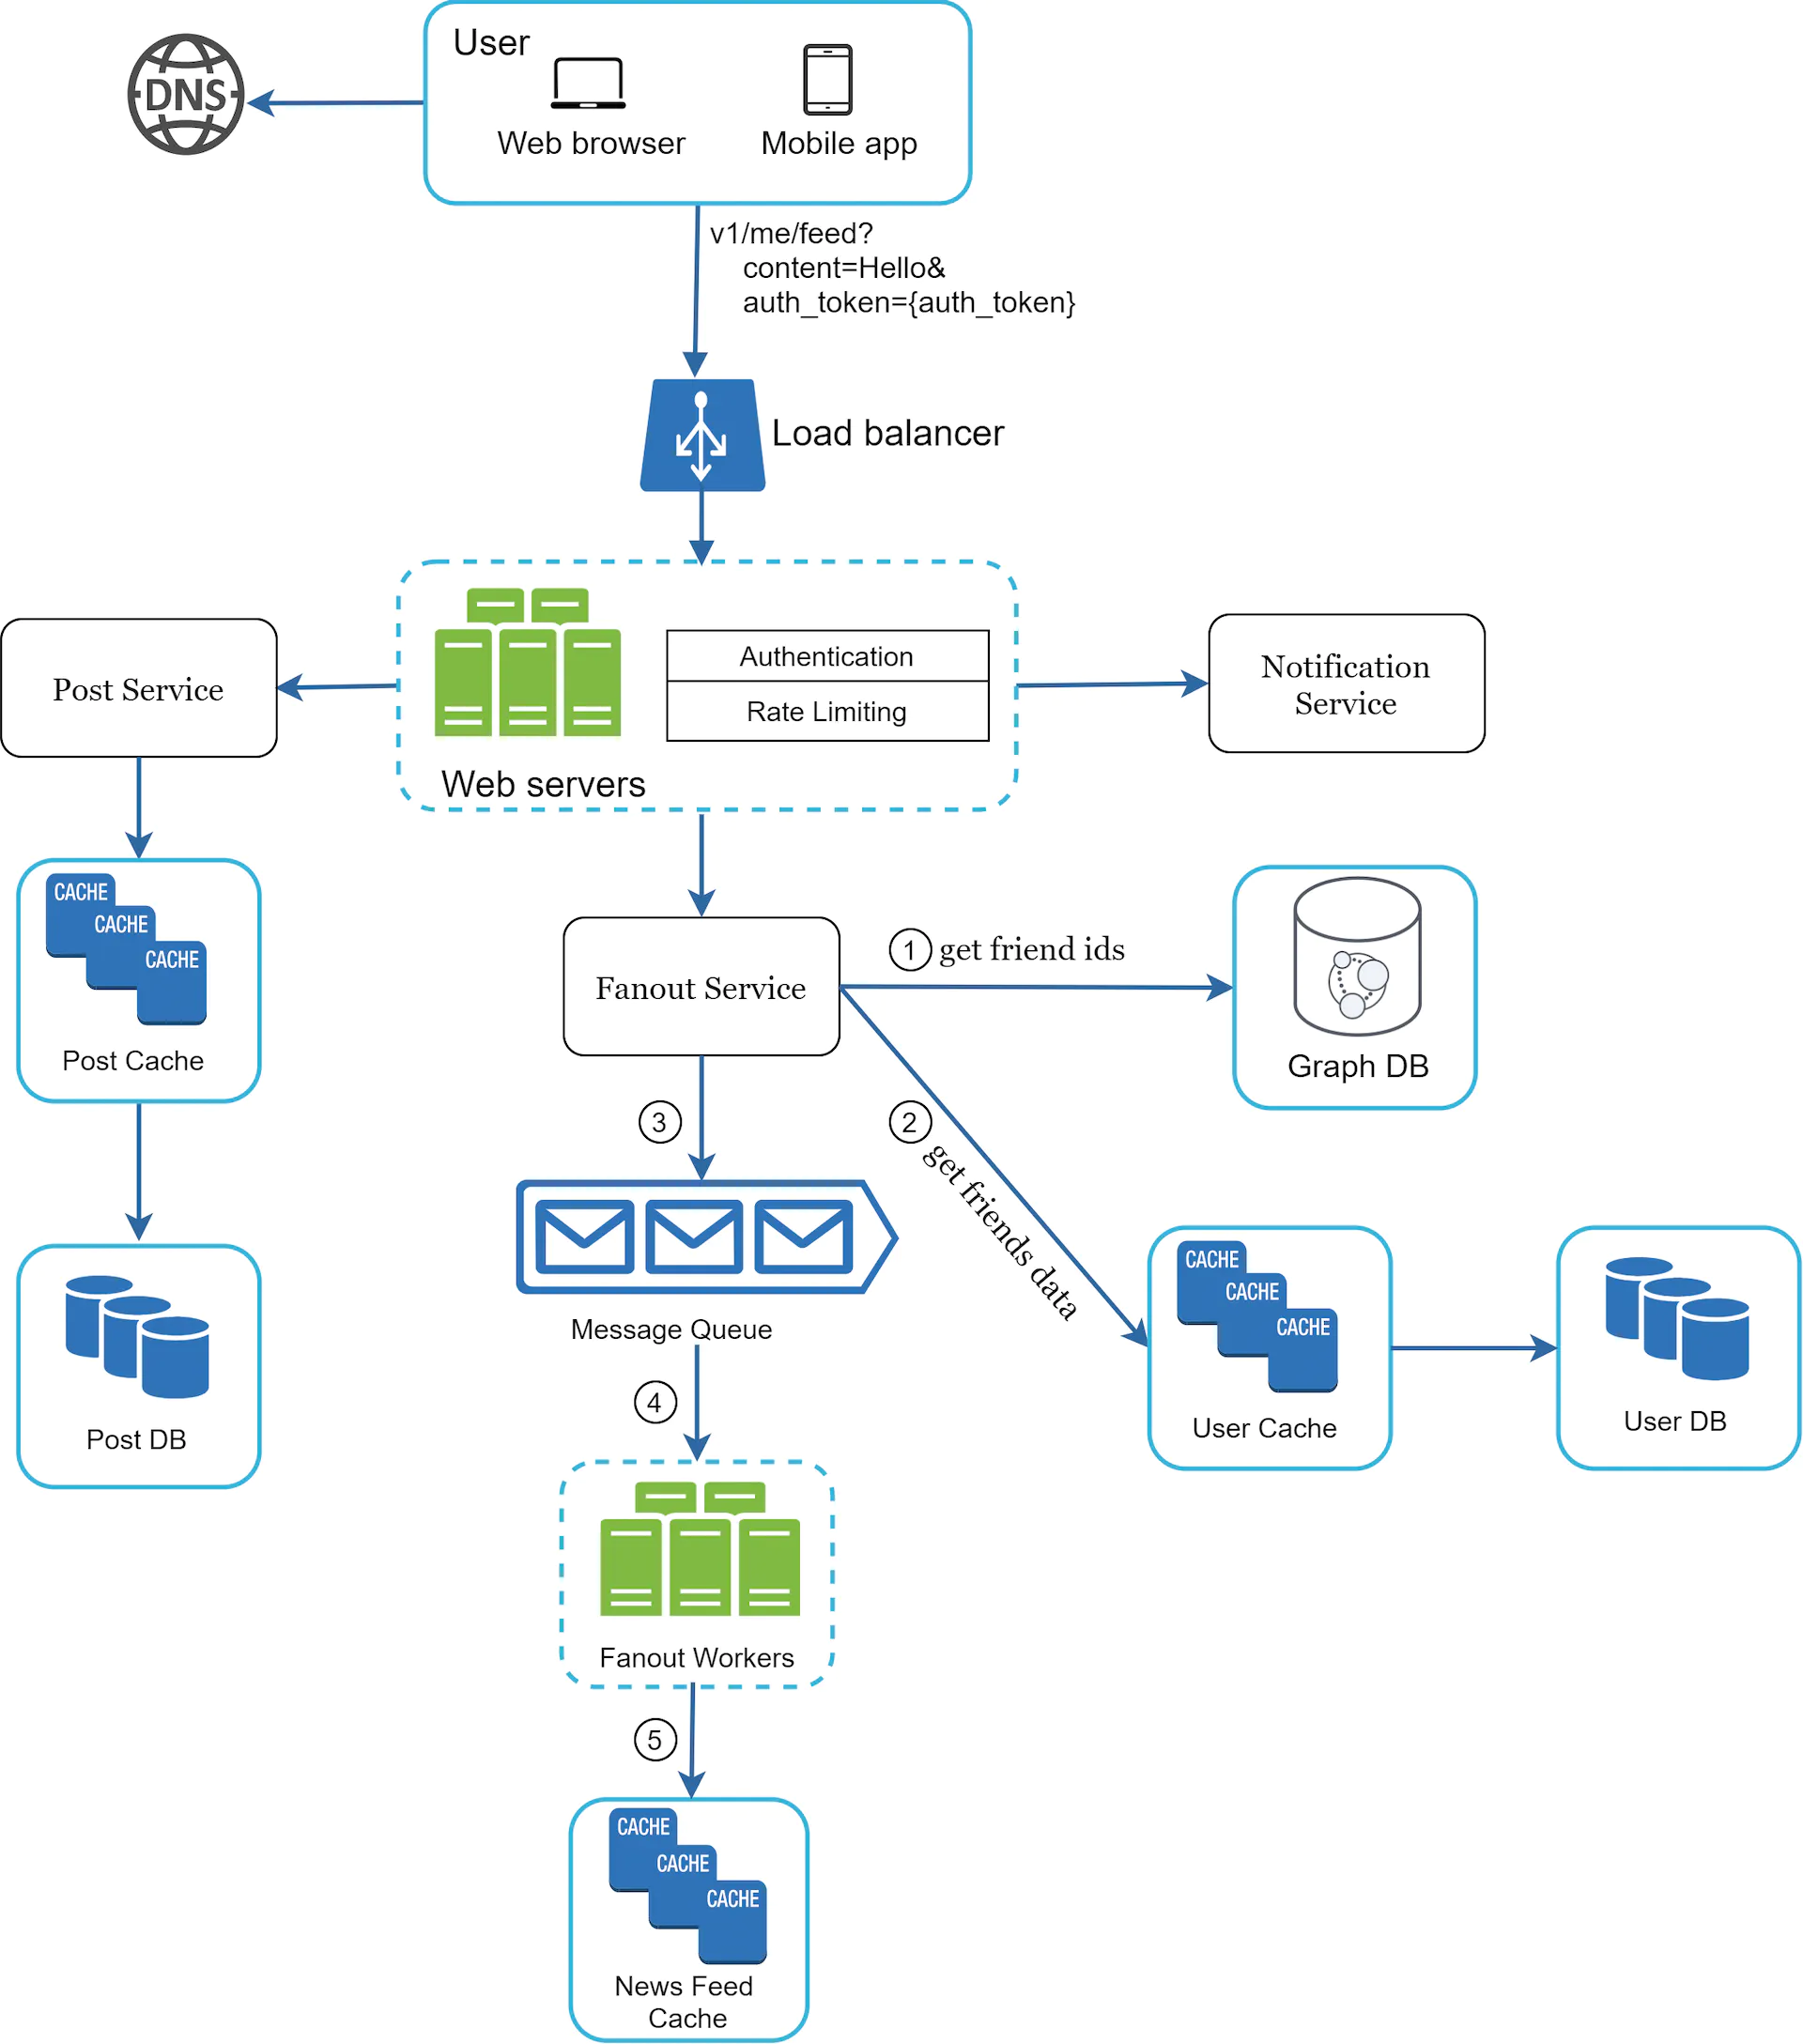 User
DNS
Web browser
Mobile app
v1/me/feed?
content=Hello&
auth_token={auth_token}
Load balancer
Authentication
Rate Limiting
Web servers
Post Service
Notification
Service
CACHE
CACHE
CACHE
Post Cache
Post DB
Fanout Service
1 get friend ids
Graph DB
2 get friends data
3
Message Queue
CACHE
CACHE
CACHE
User Cache
User DB
4
Fanout Workers
5
CACHE
CACHE
CACHE
News Feed
Cache